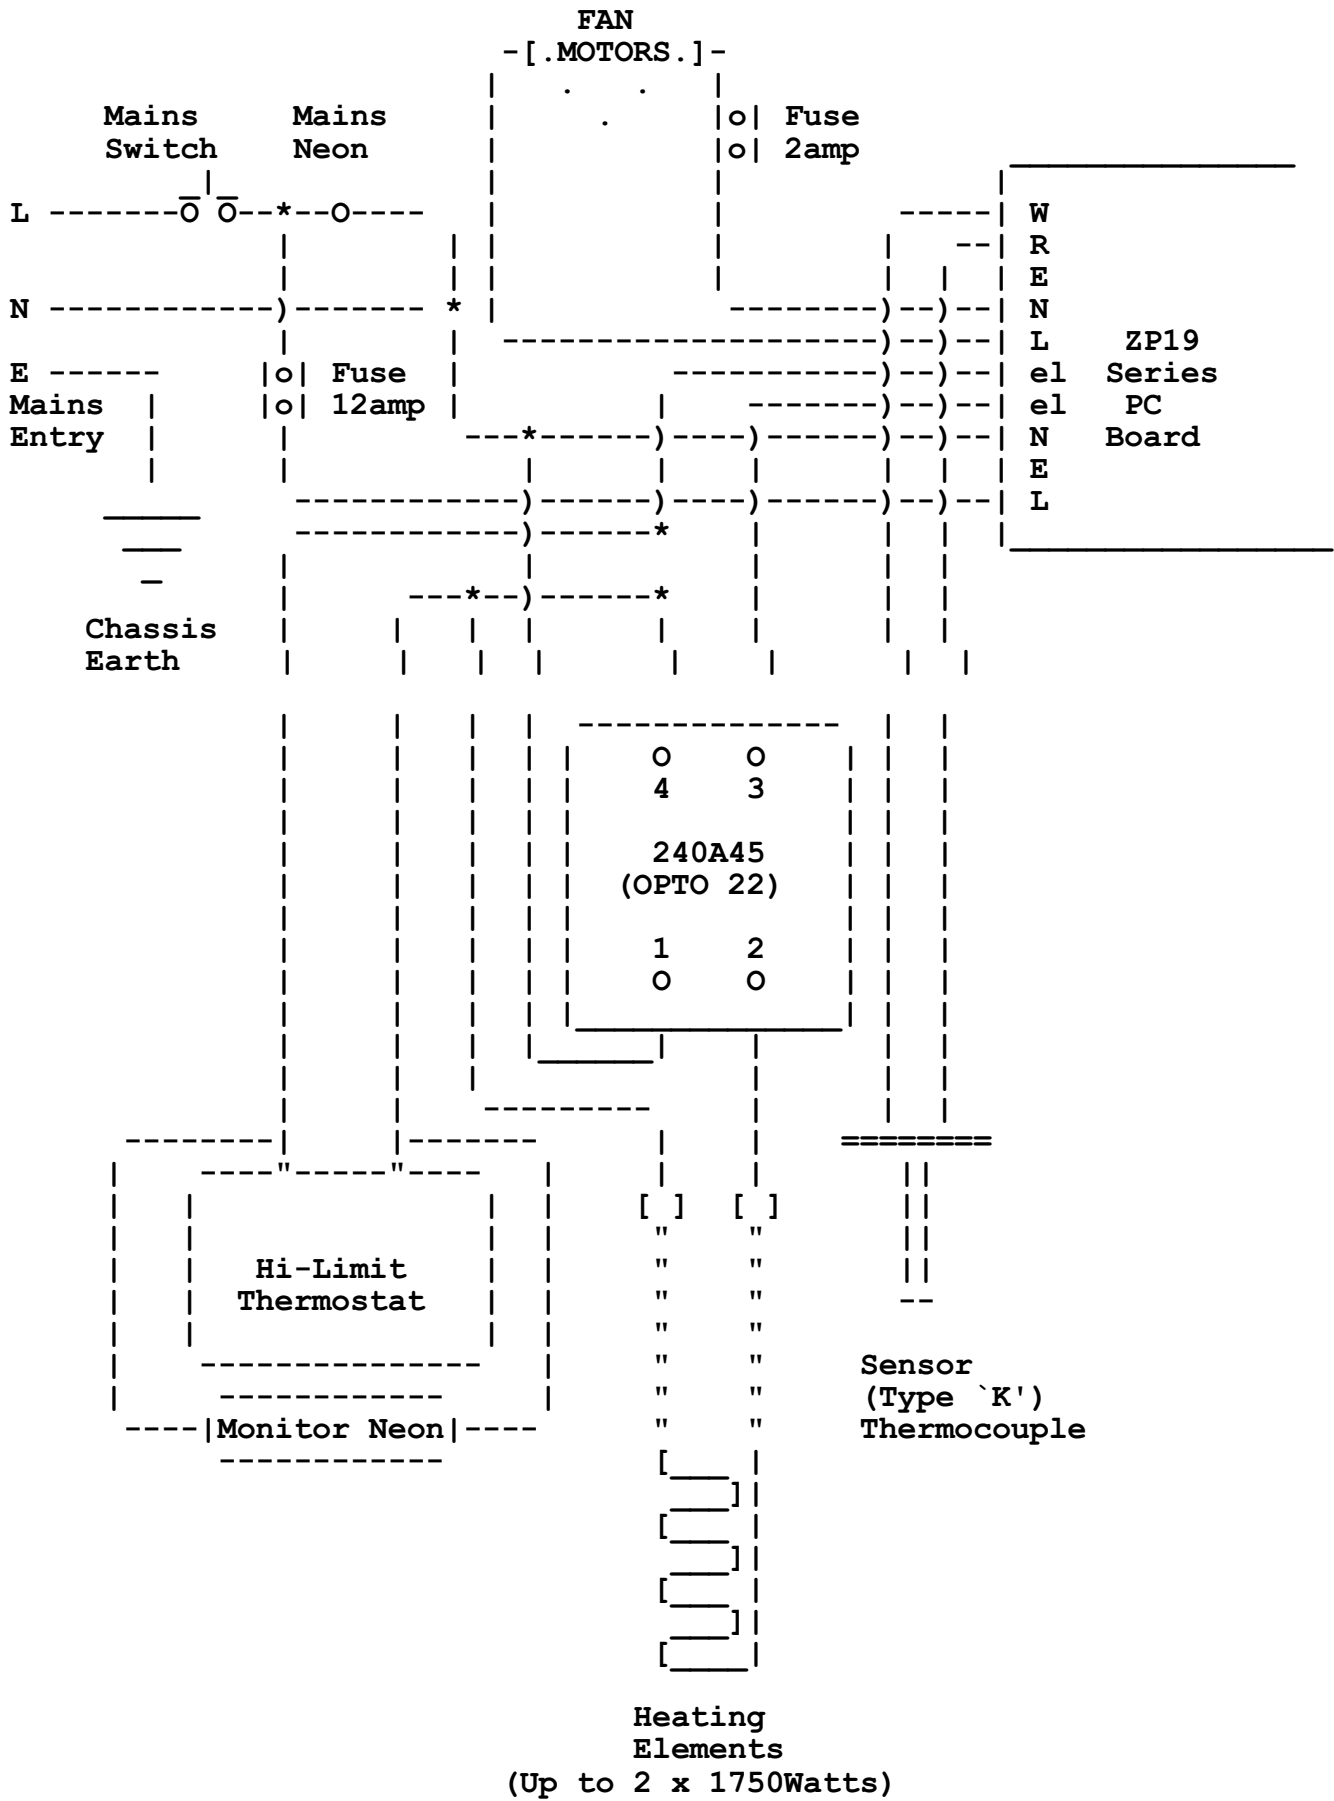 FAN
MOTORS
Mains Switch
Mains Neon
Fuse 2amp
L
N
E
Mains Entry
Fuse 12amp
W
R
E
N
L
el
el
N
E
L
ZP19
Series
PC
Board
Chassis
Earth
4 3
240A45
(OPTO 22)
1 2
Hi-Limit
Thermostat
Monitor Neon
Sensor
(Type `K')
Thermocouple
Heating
Elements
(Up to 2 x 1750Watts)